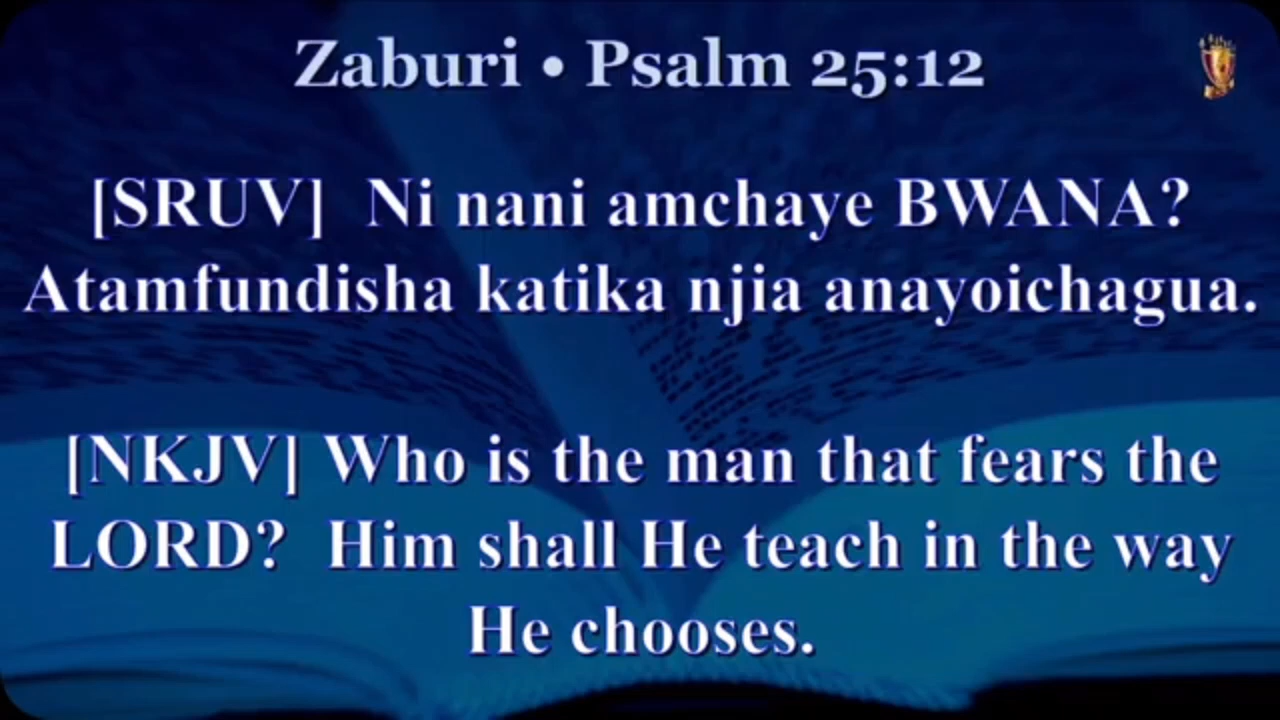 Zaburi • Psalm 25:12
[SRUV] Ni nani amchaye BWANA?
Atamfundisha katika njia anayoichagua.
[NKJV] Who is the man that fears the
LORD? Him shall He teach in the way
He chooses.